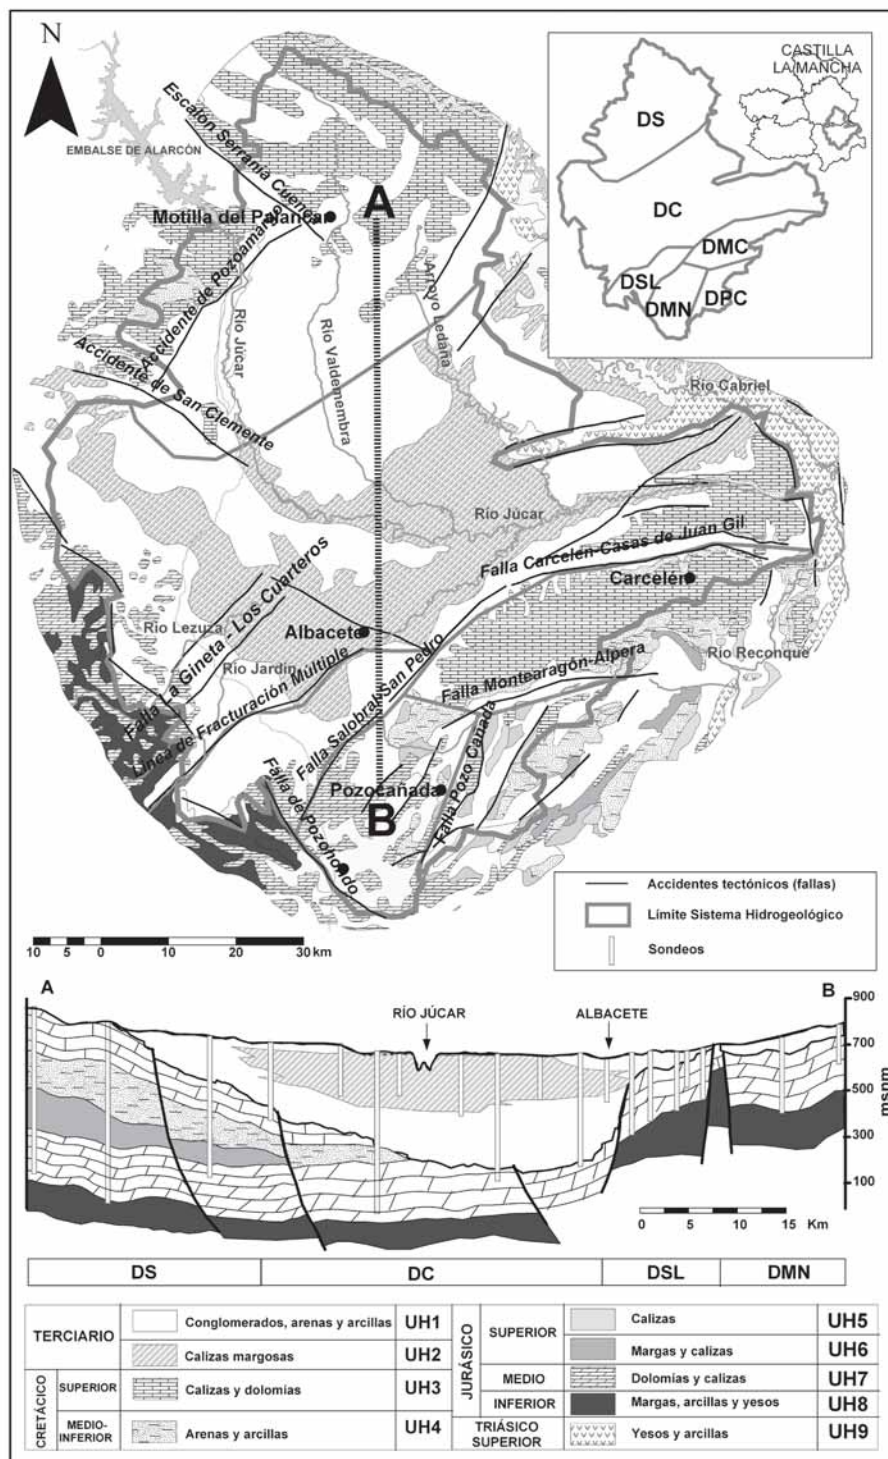 N
CASTILLA
LA MANCHA
DS
DC
DMC
DSL
DMN
DPC
EMBALSE DE ALARCÓN
Escalón Serranía Cuenca
Motilla del Palancar
A
Accidente de Pozoamargo
Río Júcar
Río Valdemembra
Arroyo Ledaña
Accidente de San Clemente
Río Cabriel
Río Júcar
Falla Carcelén-Casas de Juan Gil
Carcelén
Río Lezuza
Falla La Gineta - Los Cuarteros
Albacete
Río Jardín
Línea de Fracturación Múltiple
Falla Salobral-San Pedro
Falla Montearagón-Alpera
Río Reconque
Falla de Pozohondo
Pozocañada
Falla Pozo Cañada
B
Accidentes tectónicos (fallas)
Límite Sistema Hidrogeológico
Sondeos
10 5 0 10 20 30 km
A
B
RÍO JÚCAR
ALBACETE
900
700
500
300
100
msnm
0 5 10 15 Km
DS DC DSL DMN
TERCIARIO
Conglomerados, arenas y arcillas UH1
Calizas margosas UH2
CRETÁCICO
SUPERIOR Calizas y dolomías UH3
MEDIO-
INFERIOR Arenas y arcillas UH4
JURÁSICO
SUPERIOR Calizas UH5
Margas y calizas UH6
MEDIO Dolomías y calizas UH7
INFERIOR Margas, arcillas y yesos UH8
TRIÁSICO
SUPERIOR Yesos y arcillas UH9